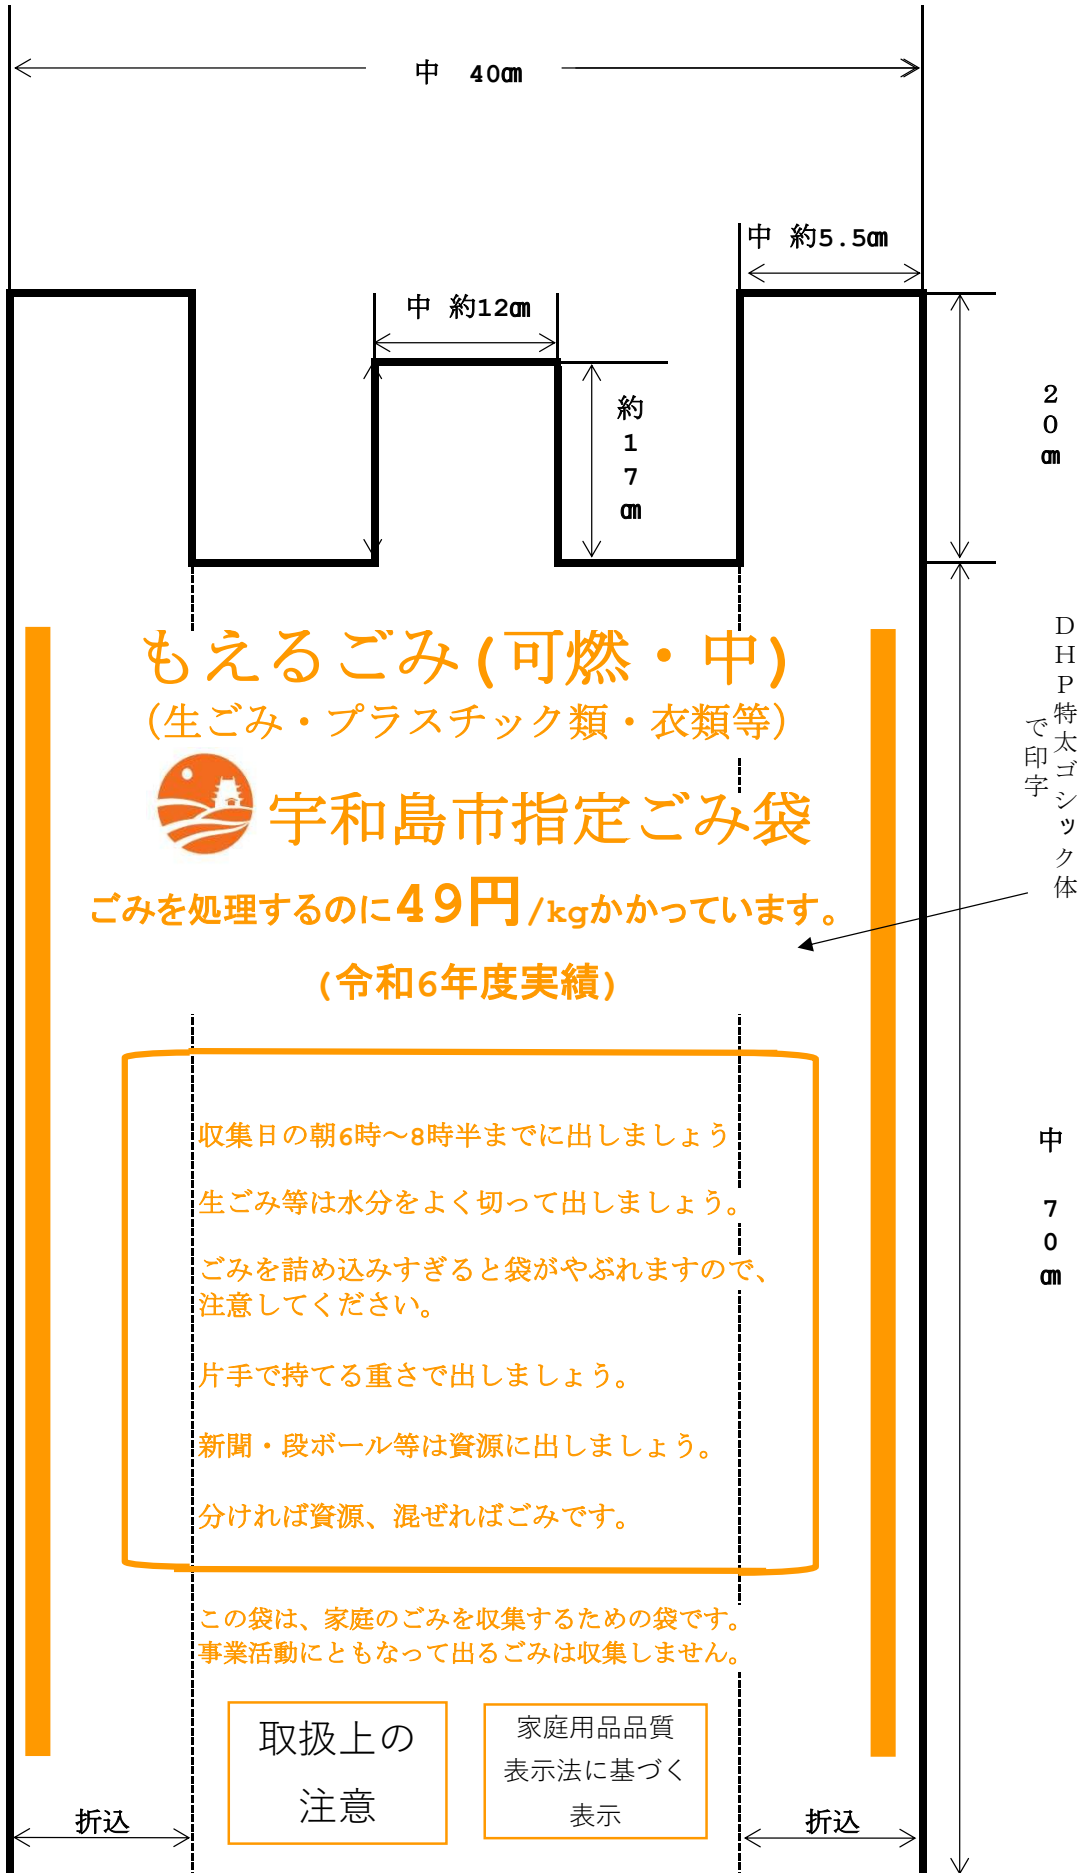 中 40㎝
中 約5.5㎝
中 約12㎝
約17㎝
20㎝
もえるごみ(可燃・中)
（生ごみ・プラスチック類・衣類等）
宇和島市指定ごみ袋
ごみを処理するのに49円/kgかかっています。
(令和6年度実績)
DHP特太ゴシック体
で印字
中 70㎝
収集日の朝6時～8時半までに出しましょう
生ごみ等は水分をよく切って出しましょう。
ごみを詰め込みすぎると袋がやぶれますので、
注意してください。
片手で持てる重さで出しましょう。
新聞・段ボール等は資源に出しましょう。
分ければ資源、混ぜればごみです。
この袋は、家庭のごみを収集するための袋です。
事業活動にともなって出るごみは収集しません。
取扱上の
注意
家庭用品品質
表示法に基づく
表示
折込
折込